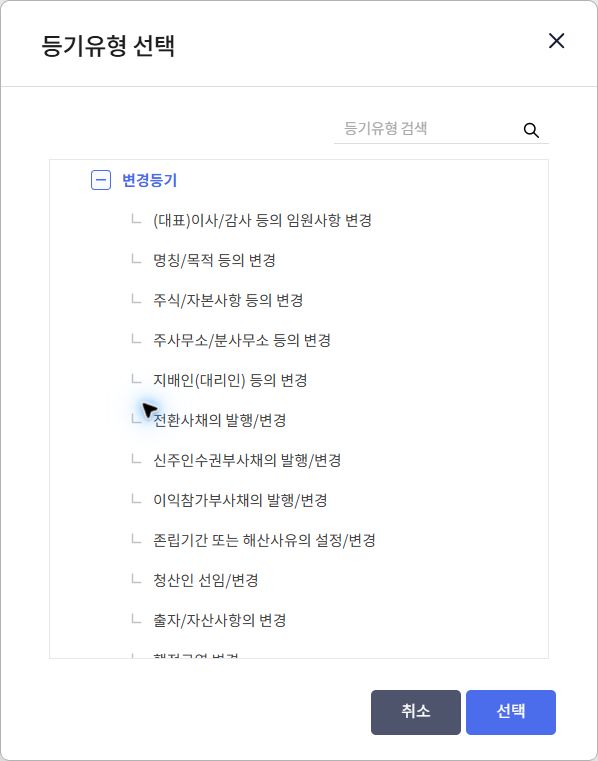 등기유형 선택
등기유형 검색
변경등기
(대표)이사/감사 등의 임원사항 변경
명칭/목적 등의 변경
주식/자본사항 등의 변경
주사무소/분사무소 등의 변경
지배인(대리인) 등의 변경
전환사채의 발행/변경
신주인수권부사채의 발행/변경
이익참가부사채의 발행/변경
존립기간 또는 해산사유의 설정/변경
청산인 선임/변경
출자/자산사항의 변경
행정구역 변경
취소 선택